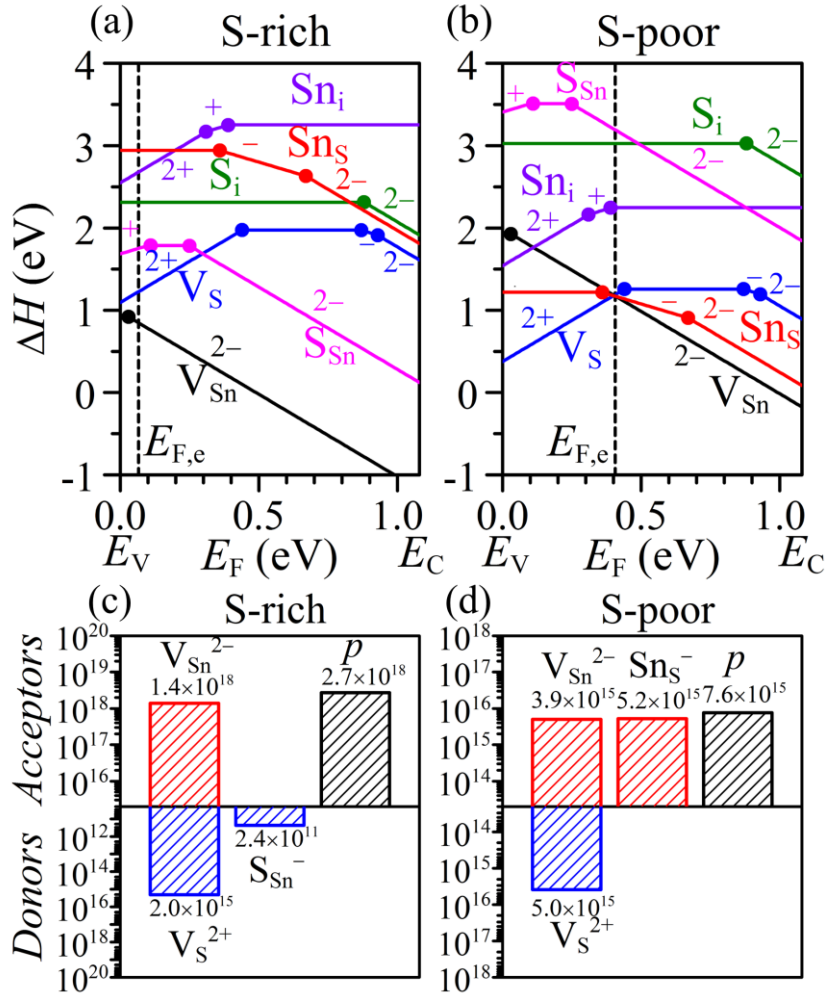 (a) S-rich
4
3
2
1
0
-1
ΔH (eV)
Sn_i
+
2+
Sn_S
-
2-
S_i
2-
+
2+
V_S
-
2-
S_Sn
2-
V_Sn
2-
E_F,e
0.0 0.5 1.0
E_V E_F (eV) E_C
(b) S-poor
4
3
2
1
0
-1
+ S_Sn
2-
S_i
2-
Sn_i
2+ +
2+
V_S
- 2-
- 2-
Sn_S
2-
V_Sn
E_F,e
0.0 0.5 1.0
E_V E_F (eV) E_C
(c) S-rich
Acceptors
Donors
10^20
10^19
10^18
10^17
10^16
10^12
10^14
10^16
10^18
10^20
V_Sn^2-
1.4×10^18
p
2.7×10^18
2.4×10^11
S_Sn^-
2.0×10^15
V_S^2+
(d) S-poor
10^18
10^17
10^16
10^15
10^14
10^14
10^15
10^16
10^17
10^18
V_Sn^2- Sn_S^- p
3.9×10^15 5.2×10^15 7.6×10^15
5.0×10^15
V_S^2+